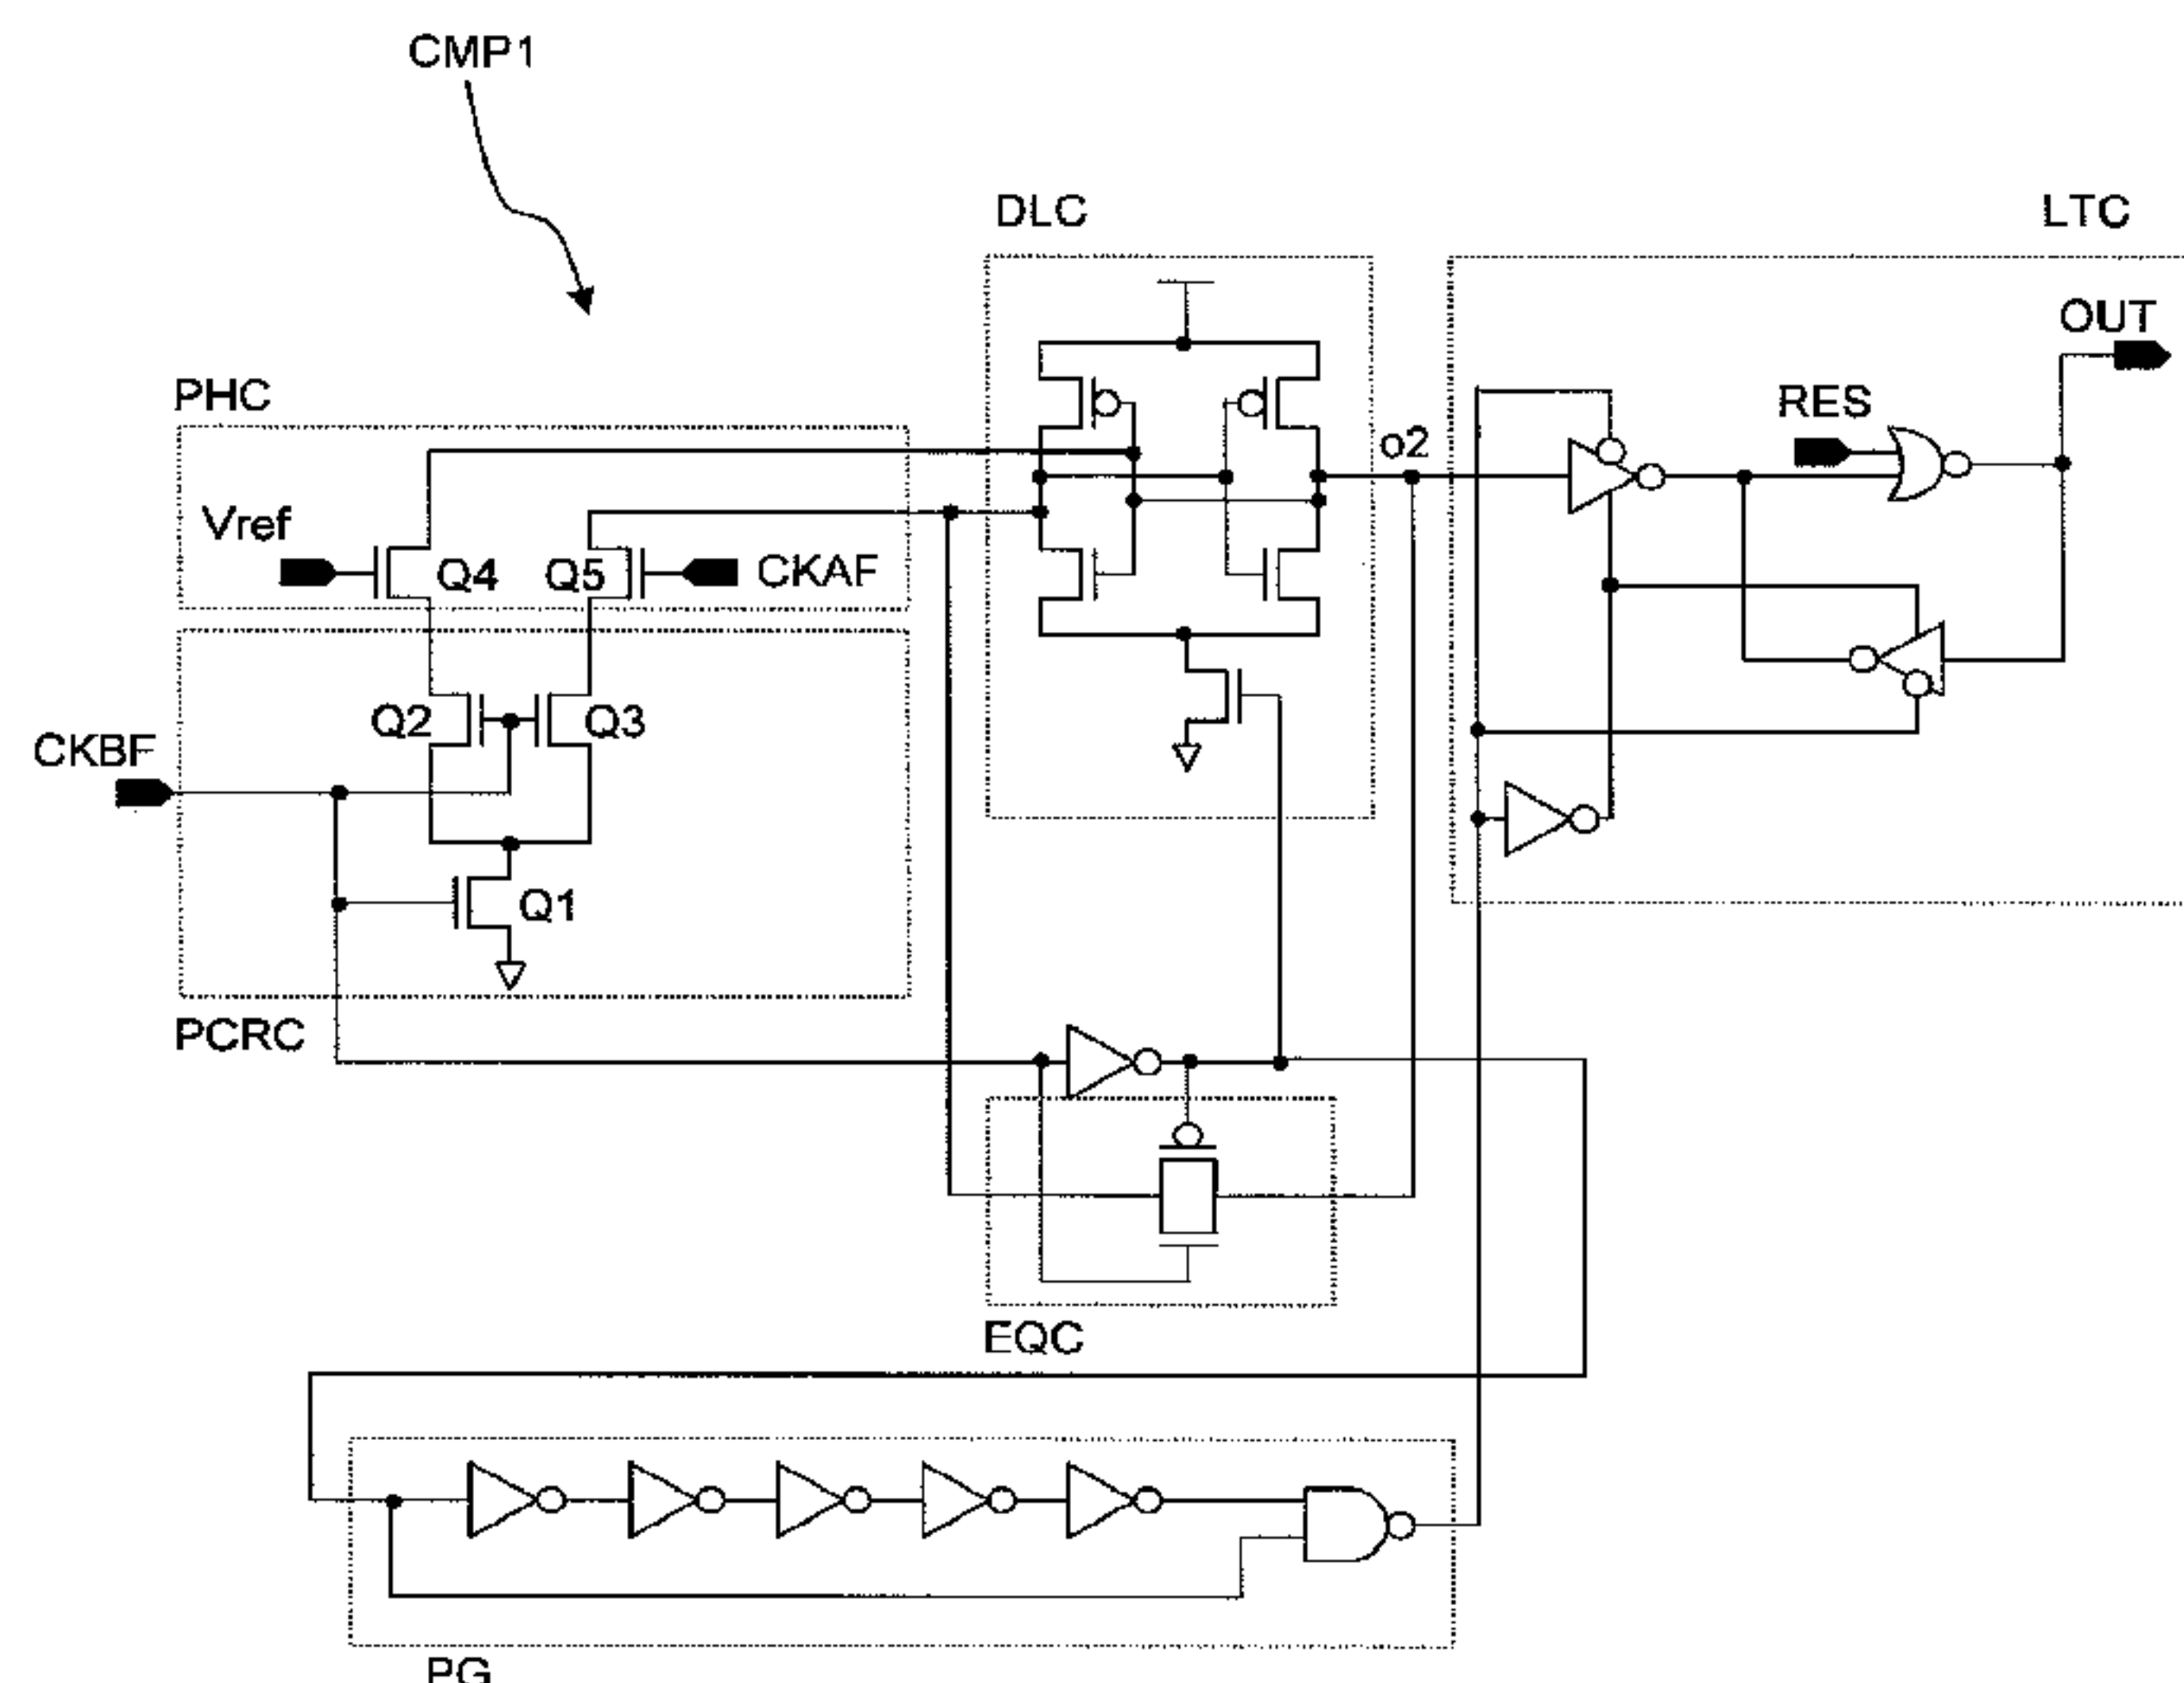 CMP1
DLC
LTC
OUT
PHC
RES
o2
Vref
Q4
Q5
CKAF
Q2
Q3
CKBF
Q1
PCRC
EQC
PG